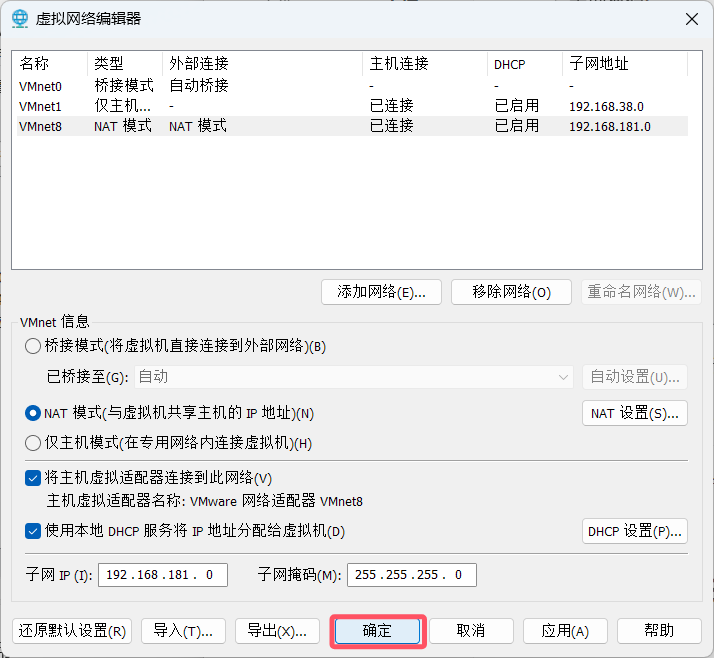 虚拟网络编辑器
名称 类型 外部连接 主机连接 DHCP 子网地址
VMnet0 桥接模式 自动桥接 - - -
VMnet1 仅主机... - 已连接 已启用 192.168.38.0
VMnet8 NAT 模式 NAT 模式 已连接 已启用 192.168.181.0
添加网络(E)... 移除网络(O) 重命名网络(W)...
VMnet 信息
桥接模式(将虚拟机直接连接到外部网络)(B)
已桥接至(G): 自动 自动设置(U)...
NAT 模式(与虚拟机共享主机的 IP 地址)(N) NAT 设置(S)...
仅主机模式(在专用网络内连接虚拟机)(H)
将主机虚拟适配器连接到此网络(V)
主机虚拟适配器名称: VMware 网络适配器 VMnet8
使用本地 DHCP 服务将 IP 地址分配给虚拟机(D) DHCP 设置(P)...
子网 IP (I): 192.168.181. 0 子网掩码(M): 255.255.255. 0
还原默认设置(R) 导入(T)... 导出(X)... 确定 取消 应用(A) 帮助